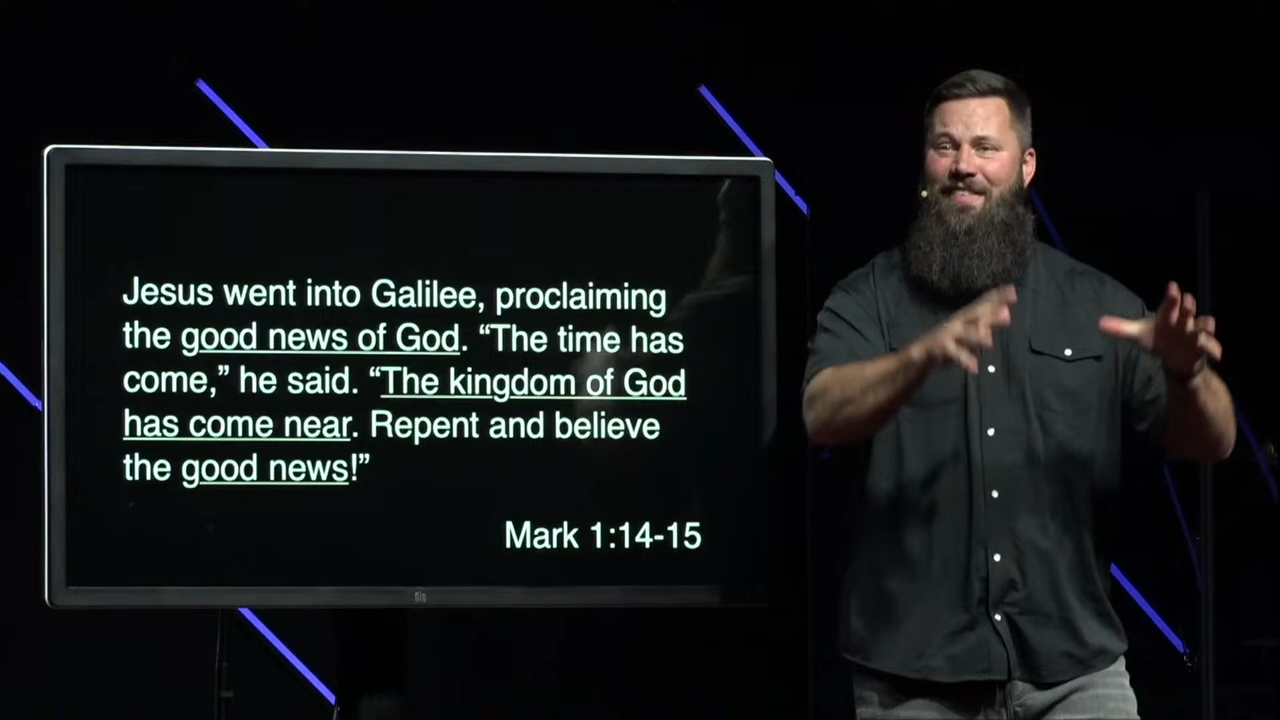 Jesus went into Galilee, proclaiming
the good news of God. “The time has
come,” he said. “The kingdom of God
has come near. Repent and believe
the good news!”
Mark 1:14-15
elo